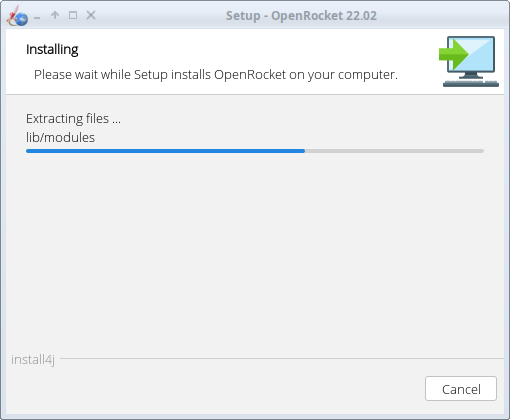 Setup - OpenRocket 22.02
Installing
Please wait while Setup installs OpenRocket on your computer.
Extracting files ...
lib/modules
install4j
Cancel